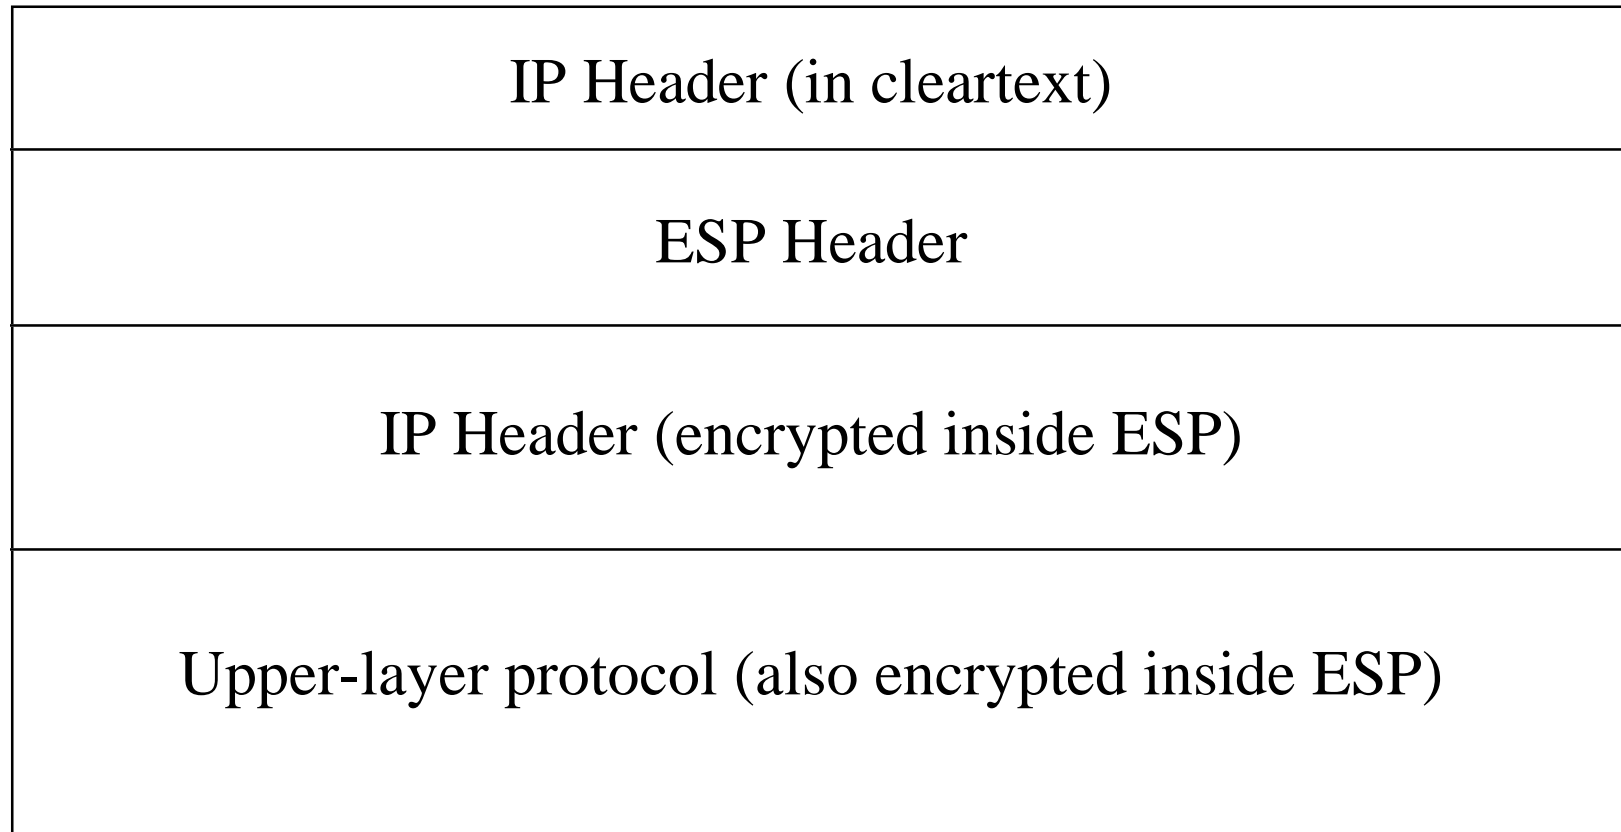 IP Header (in cleartext)
ESP Header
IP Header (encrypted inside ESP)
Upper-layer protocol (also encrypted inside ESP)